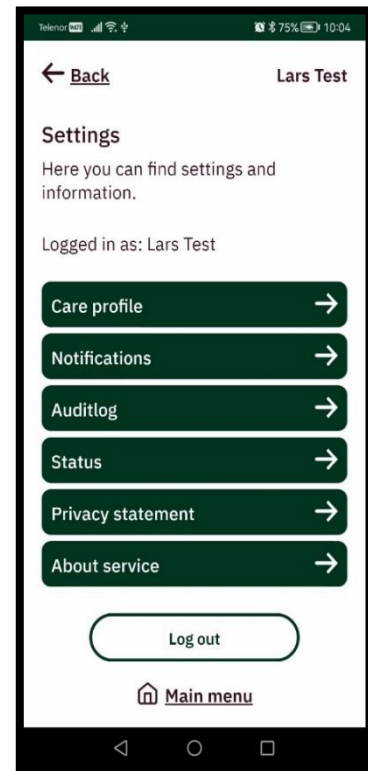 Telenor VoLTE 75% 10:04
Back Lars Test
Settings
Here you can find settings and
information.
Logged in as: Lars Test
Care profile
Notifications
Auditlog
Status
Privacy statement
About service
Log out
Main menu